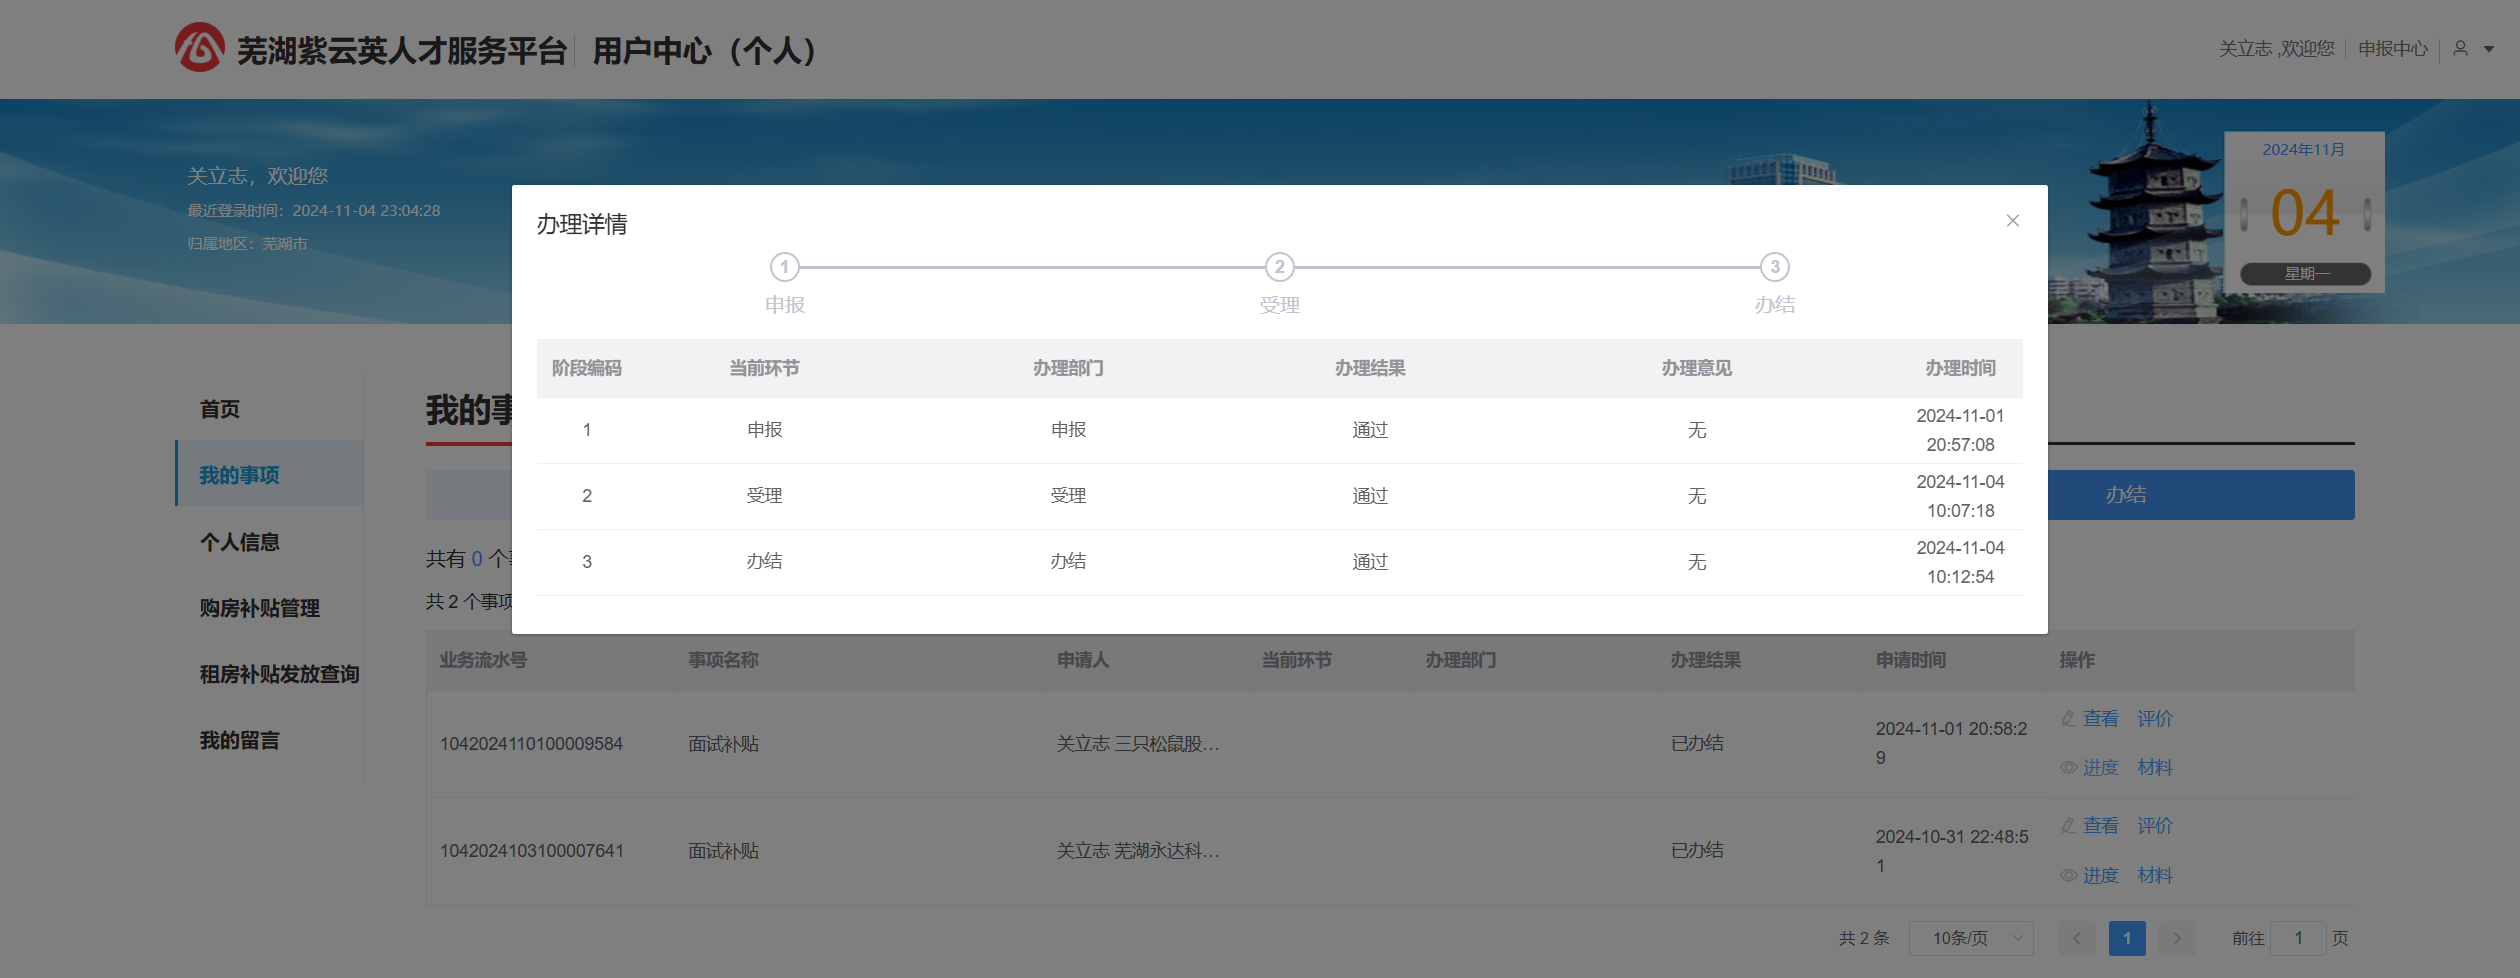 芜湖紫云英人才服务平台 用户中心（个人）
关立志 ,欢迎您 申报中心
关立志，欢迎您
最近登录时间：2024-11-04 23:04:28
归属地区：芜湖市
2024年11月
04
星期一
办理详情
1 2 3
申报 受理 办结
阶段编码 当前环节 办理部门 办理结果 办理意见 办理时间
1 申报 申报 通过 无 2024-11-01 20:57:08
2 受理 受理 通过 无 2024-11-04 10:07:18
3 办结 办结 通过 无 2024-11-04 10:12:54
首页
我的事项
个人信息
购房补贴管理
租房补贴发放查询
我的留言
我的事
办结
共有 0 个
共 2 个事项
业务流水号 事项名称 申请人 当前环节 办理部门 办理结果 申请时间 操作
1042024110100009584 面试补贴 关立志 三只松鼠股... 已办结 2024-11-01 20:58:29 查看 评价
进度 材料
1042024103100007641 面试补贴 关立志 芜湖永达科... 已办结 2024-10-31 22:48:51 查看 评价
进度 材料
共 2 条 10条/页 1 前往 1 页